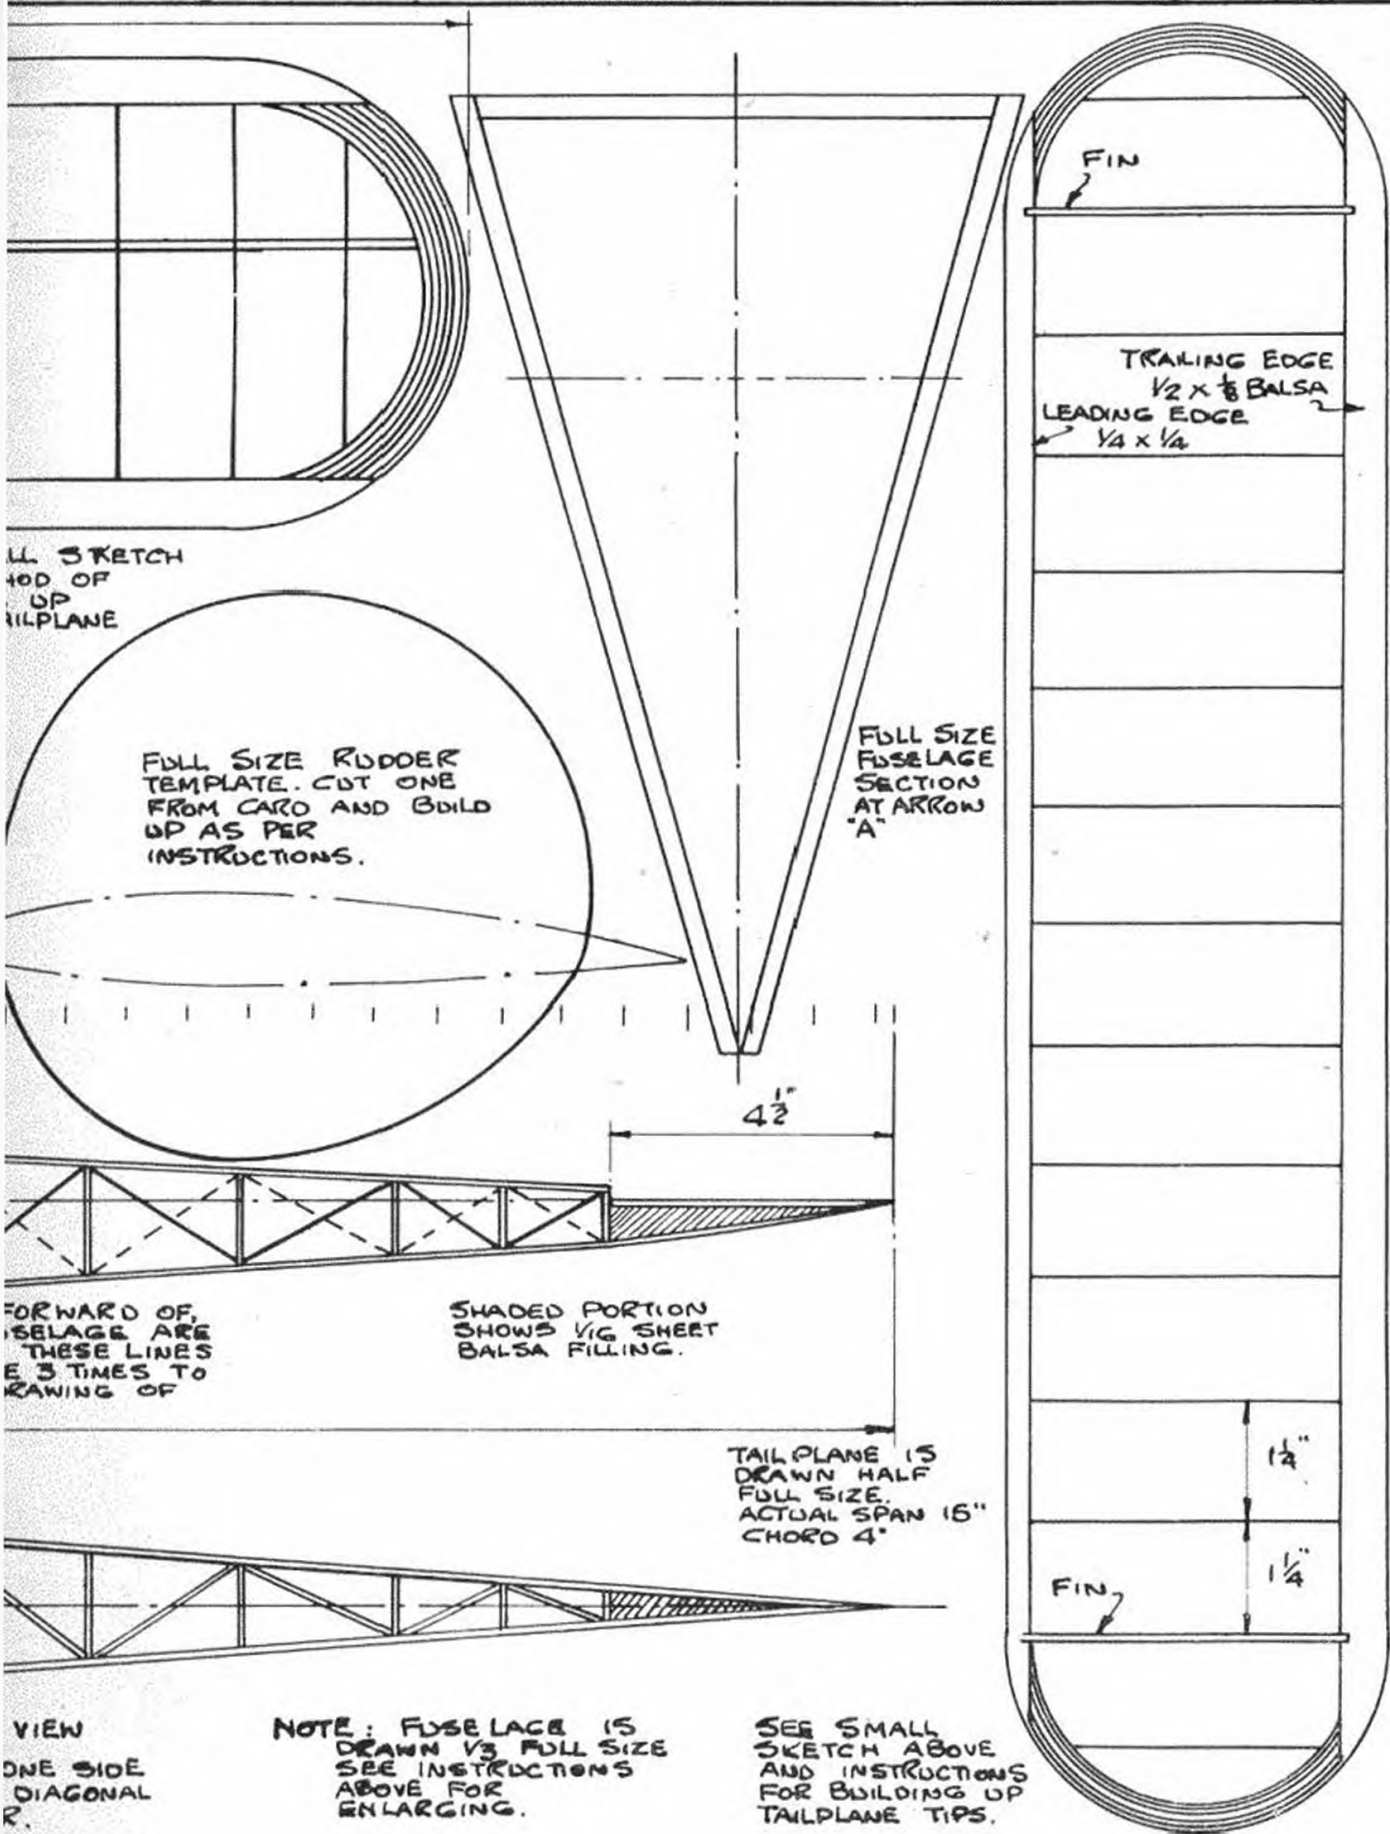 FIN
TRAILING EDGE
1/2 x 1/8 BALSA
LEADING EDGE
1/4 x 1/4
LL SKETCH
HOD OF
UP
AILPLANE
FULL SIZE RUDDER
TEMPLATE. CUT ONE
FROM CARD AND BUILD
UP AS PER
INSTRUCTIONS.
FULL SIZE
FUSELAGE
SECTION
AT ARROW
"A"
4 1/2"
FORWARD OF,
SELAGE ARE
THESE LINES
E 3 TIMES TO
RAWING OF
SHADED PORTION
SHOWS 1/16 SHEET
BALSA FILLING.
TAILPLANE IS
DRAWN HALF
FULL SIZE.
ACTUAL SPAN 15"
CHORD 4"
1 1/4"
1 1/4"
FIN
VIEW
ONE SIDE
DIAGONAL
R.
NOTE: FUSELAGE IS
DRAWN 1/3 FULL SIZE
SEE INSTRUCTIONS
ABOVE FOR
ENLARGING.
SEE SMALL
SKETCH ABOVE
AND INSTRUCTIONS
FOR BUILDING UP
TAILPLANE TIPS.